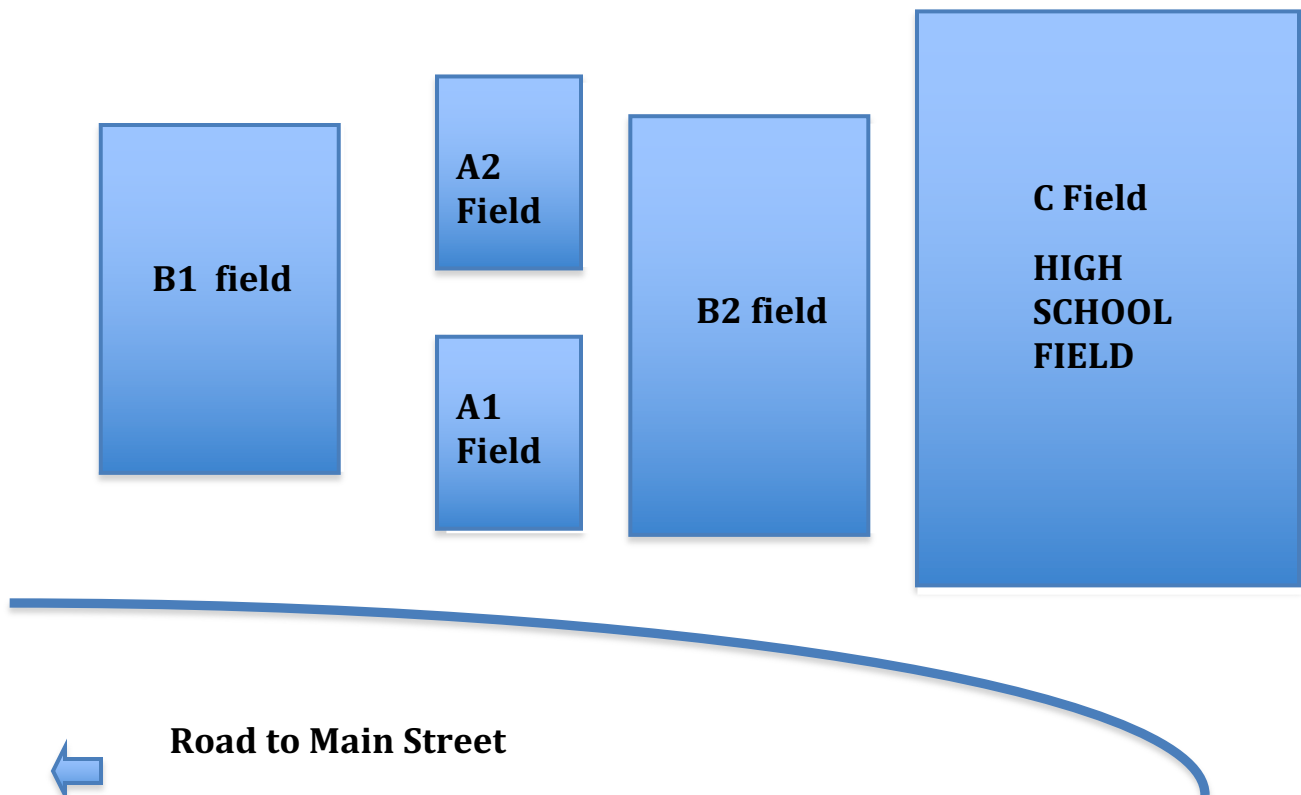 B1 field
A2
Field
A1
Field
B2 field
C Field
HIGH
SCHOOL
FIELD
Road to Main Street